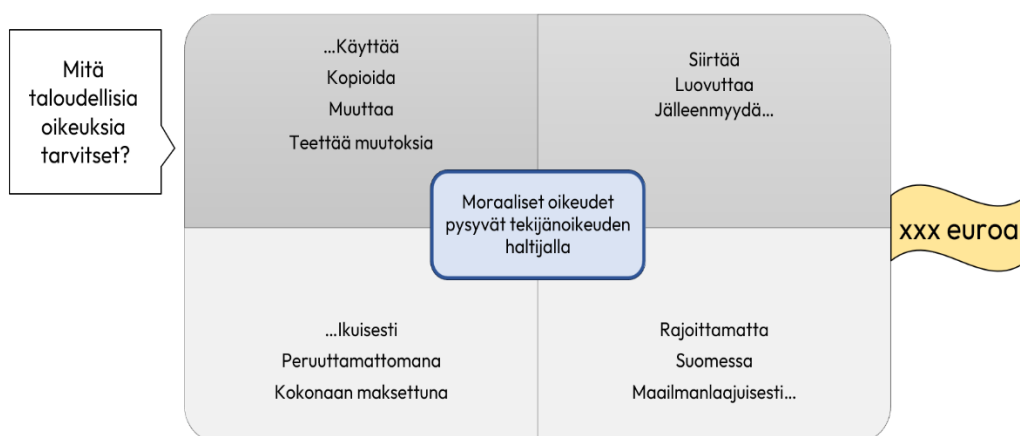 Mitä
taloudellisia
oikeuksia
tarvitset?
...Käyttää
Kopioida
Muuttaa
Teettää muutoksia
Siirtää
Luovuttaa
Jälleenmyydä...
Moraaliset oikeudet
pysyvät tekijänoikeuden
haltijalla
xxx euroa
...Ikuisesti
Peruuttamattomana
Kokonaan maksettuna
Rajoittamatta
Suomessa
Maailmanlaajuisesti...